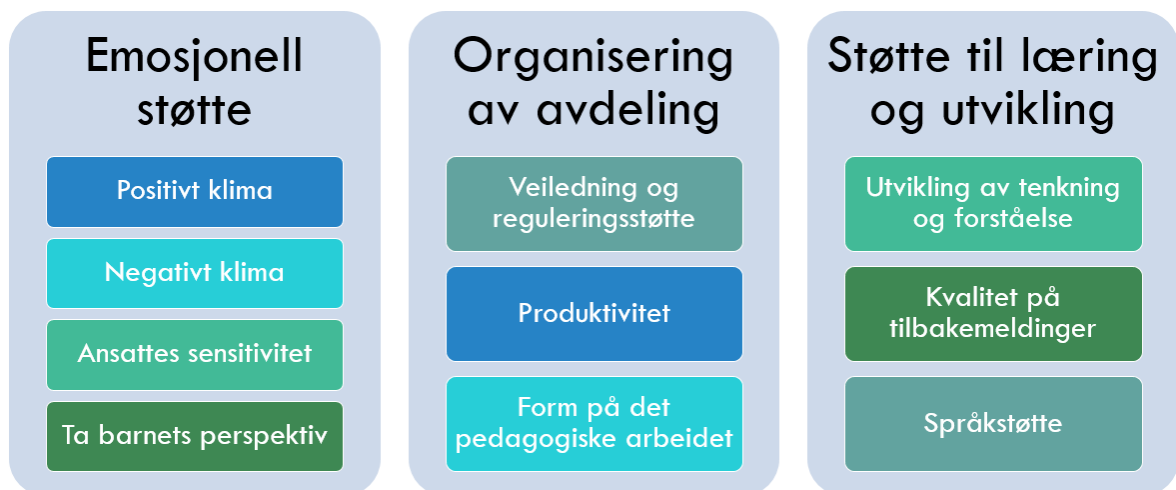 Emosjonell
støtte
Positivt klima
Negativt klima
Ansattes sensitivitet
Ta barnets perspektiv
Organisering
av avdeling
Veiledning og
reguleringsstøtte
Produktivitet
Form på det
pedagogiske arbeidet
Støtte til læring
og utvikling
Utvikling av tenkning
og forståelse
Kvalitet på
tilbakemeldinger
Språkstøtte